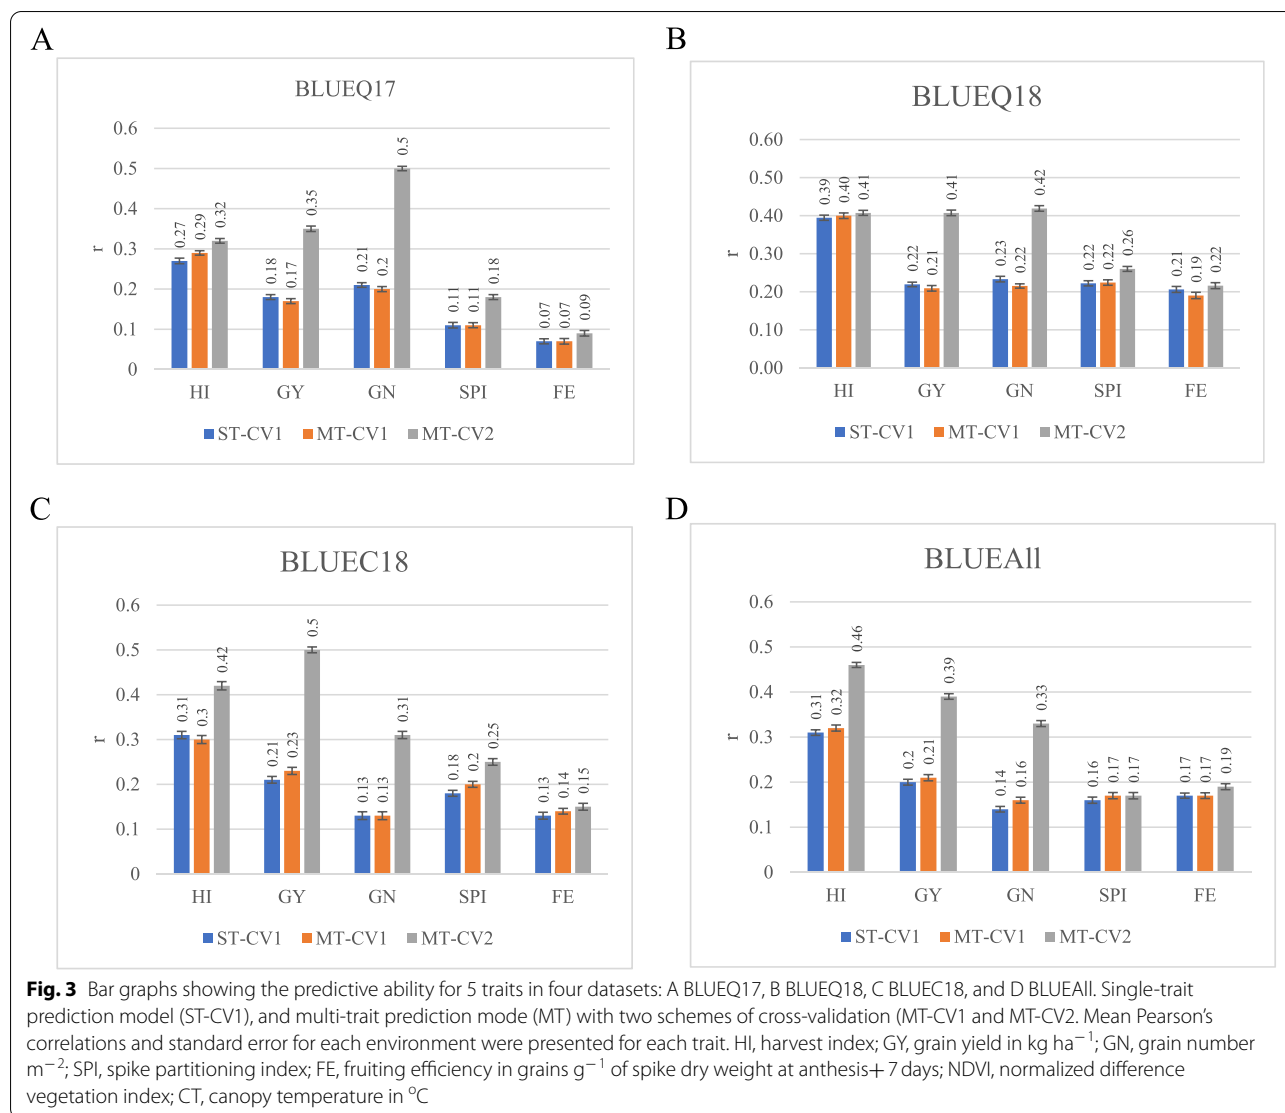 A
BLUEQ17
0.6
0.5
0.4
0.3
0.2
0.1
0
r
0.27 0.29 0.32 0.18 0.17 0.35 0.21 0.2 0.5 0.11 0.11 0.18 0.07 0.07 0.09
HI GY GN SPI FE
ST-CV1 MT-CV1 MT-CV2
B
BLUEQ18
0.60
0.50
0.40
0.30
0.20
0.10
0.00
r
0.39 0.40 0.41 0.22 0.21 0.41 0.23 0.22 0.42 0.22 0.22 0.26 0.21 0.19 0.22
HI GY GN SPI FE
ST-CV1 MT-CV1 MT-CV2
C
BLUEC18
0.6
0.5
0.4
0.3
0.2
0.1
0
r
0.31 0.3 0.42 0.21 0.23 0.5 0.13 0.13 0.31 0.18 0.2 0.25 0.13 0.14 0.15
HI GY GN SPI FE
ST-CV1 MT-CV1 MT-CV2
D
BLUEAll
0.6
0.5
0.4
0.3
0.2
0.1
0
r
0.31 0.32 0.46 0.2 0.21 0.39 0.14 0.16 0.33 0.16 0.17 0.17 0.17 0.17 0.19
HI GY GN SPI FE
ST-CV1 MT-CV1 MT-CV2
Fig. 3 Bar graphs showing the predictive ability for 5 traits in four datasets: A BLUEQ17, B BLUEQ18, C BLUEC18, and D BLUEAll. Single-trait
prediction model (ST-CV1), and multi-trait prediction mode (MT) with two schemes of cross-validation (MT-CV1 and MT-CV2. Mean Pearson's
correlations and standard error for each environment were presented for each trait. HI, harvest index; GY, grain yield in kg ha⁻¹; GN, grain number
m⁻²; SPI, spike partitioning index; FE, fruiting efficiency in grains g⁻¹ of spike dry weight at anthesis+ 7 days; NDVI, normalized difference
vegetation index; CT, canopy temperature in °C